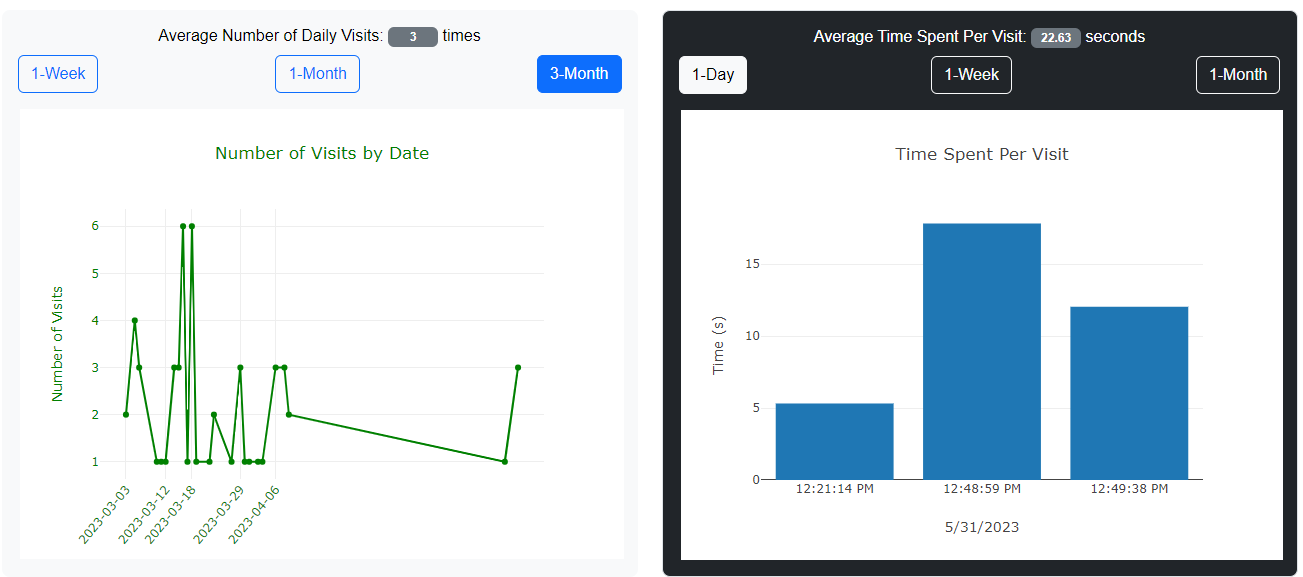 Average Number of Daily Visits: 3 times
1-Week 1-Month 3-Month
Number of Visits by Date
Number of Visits
6
5
4
3
2
1
2023-03-03 2023-03-12 2023-03-18 2023-03-29 2023-04-06
Average Time Spent Per Visit: 22.63 seconds
1-Day 1-Week 1-Month
Time Spent Per Visit
Time (s)
15
10
5
0
12:21:14 PM 12:48:59 PM 12:49:38 PM
5/31/2023